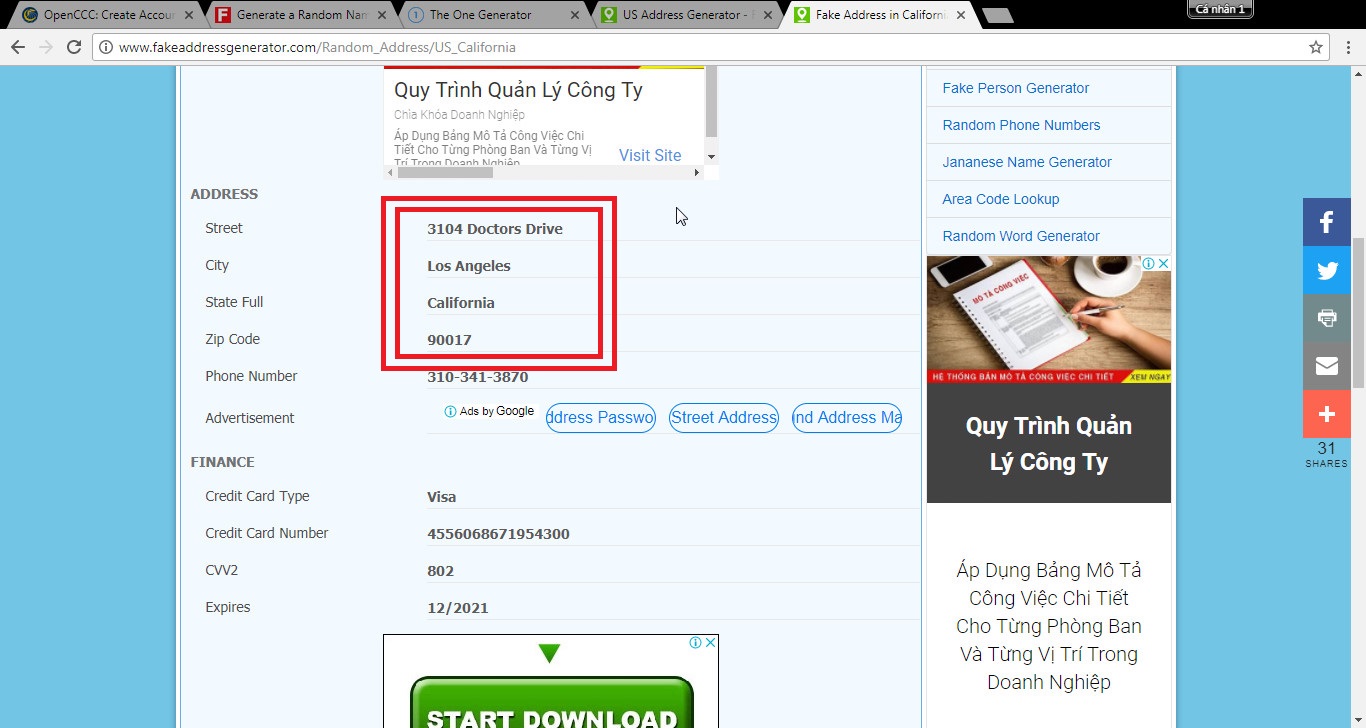 OpenCCC: Create Accour
Generate a Random Nan
The One Generator
US Address Generator - F
Fake Address in Californi
Cá nhân 1
www.fakeaddressgenerator.com/Random_Address/US_California
Quy Trình Quản Lý Công Ty
Chìa Khóa Doanh Nghiệp
Áp Dụng Bảng Mô Tả Công Việc Chi
Tiết Cho Từng Phòng Ban Và Từng Vị
Trí Trong Doanh Nghiệp
Visit Site
ADDRESS
Street 3104 Doctors Drive
City Los Angeles
State Full California
Zip Code 90017
Phone Number 310-341-3870
Advertisement Ads by Google ddress Passwo Street Address ind Address Ma
FINANCE
Credit Card Type Visa
Credit Card Number 4556068671954300
CVV2 802
Expires 12/2021
START DOWNLOAD
Fake Person Generator
Random Phone Numbers
Jananese Name Generator
Area Code Lookup
Random Word Generator
MÔ TẢ CÔNG VIỆC
HỆ THỐNG BẢN MÔ TẢ CÔNG VIỆC CHI TIẾT XEM NGAY
Quy Trình Quản
Lý Công Ty
Áp Dụng Bảng Mô Tả
Công Việc Chi Tiết
Cho Từng Phòng Ban
Và Từng Vị Trí Trong
Doanh Nghiệp
31
SHARES